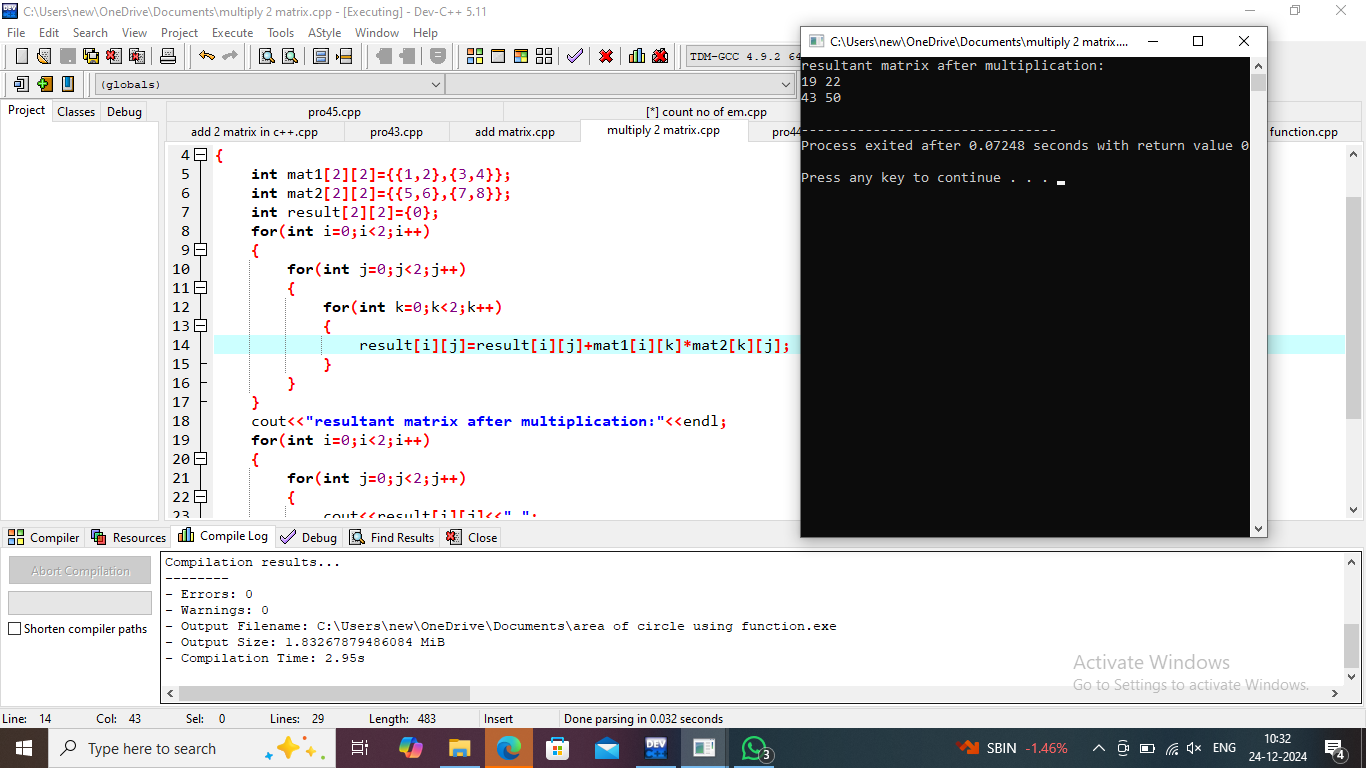 C:\Users\new\OneDrive\Documents\multiply 2 matrix.cpp - [Executing] - Dev-C++ 5.11
File Edit Search View Project Execute Tools AStyle Window Help
TDM-GCC 4.9.2 64
(globals)
Project Classes Debug
pro45.cpp [*] count no of em.cpp
add 2 matrix in c++.cpp pro43.cpp add matrix.cpp multiply 2 matrix.cpp pro44 function.cpp
4 {
5 int mat1[2][2]={{1,2},{3,4}};
6 int mat2[2][2]={{5,6},{7,8}};
7 int result[2][2]={0};
8 for(int i=0;i<2;i++)
9 {
10 for(int j=0;j<2;j++)
11 {
12 for(int k=0;k<2;k++)
13 {
14 result[i][j]=result[i][j]+mat1[i][k]*mat2[k][j];
15 }
16 }
17 }
18 cout<<"resultant matrix after multiplication:"<<endl;
19 for(int i=0;i<2;i++)
20 {
21 for(int j=0;j<2;j++)
22 {
23 cout<<result[i][j]<<" ";
C:\Users\new\OneDrive\Documents\multiply 2 matrix....
resultant matrix after multiplication:
19 22
43 50
--------------------------------
Process exited after 0.07248 seconds with return value 0
Press any key to continue . . .
Compiler Resources Compile Log Debug Find Results Close
Abort Compilation
Shorten compiler paths
Compilation results...
--------
- Errors: 0
- Warnings: 0
- Output Filename: C:\Users\new\OneDrive\Documents\area of circle using function.exe
- Output Size: 1.83267879486084 MiB
- Compilation Time: 2.95s
Activate Windows
Go to Settings to activate Windows.
Line: 14 Col: 43 Sel: 0 Lines: 29 Length: 483 Insert Done parsing in 0.032 seconds
Type here to search
DEV
3
SBIN -1.46%
ENG
10:32
24-12-2024
4